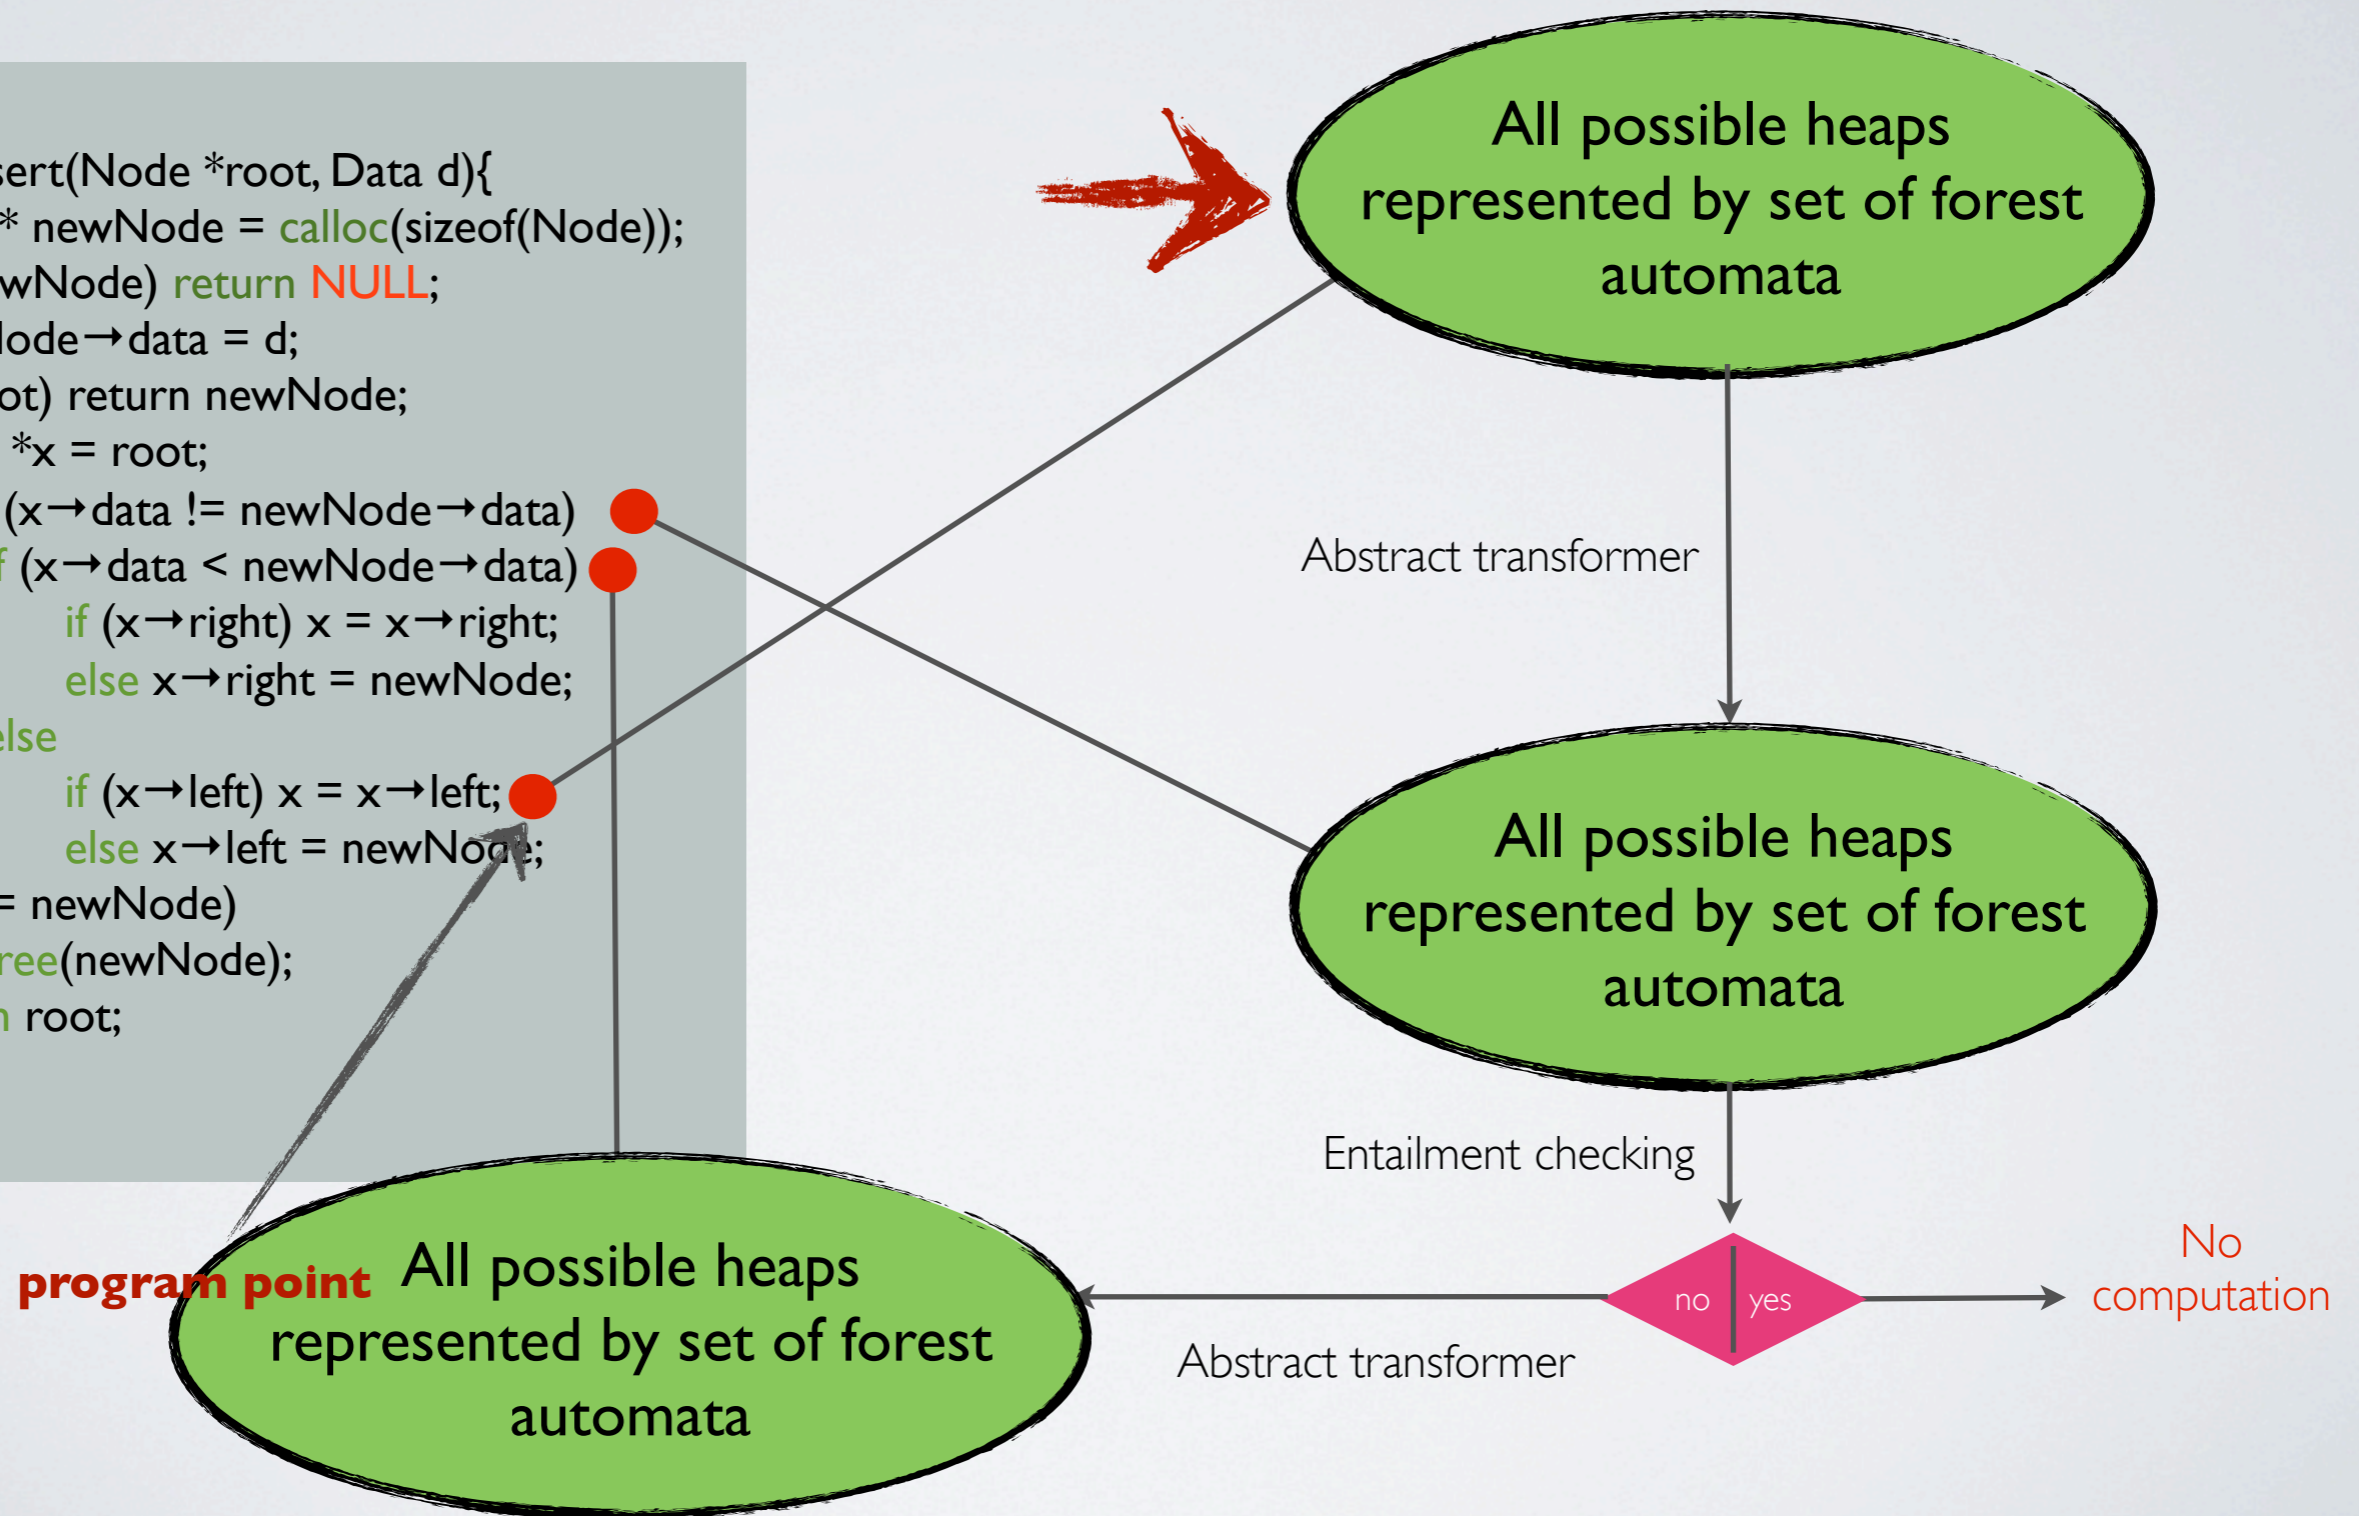 sert(Node *root, Data d){
* newNode = calloc(sizeof(Node));
wNode) return NULL;
lode→data = d;
ot) return newNode;
*x = root;
(x→data != newNode→data)
f (x→data < newNode→data)
if (x→right) x = x→right;
else x→right = newNode;
else
if (x→left) x = x→left;
else x→left = newNode;
= newNode)
ree(newNode);
n root;
All possible heaps
represented by set of forest
automata
Abstract transformer
All possible heaps
represented by set of forest
automata
Entailment checking
no yes
No
computation
Abstract transformer
program point
All possible heaps
represented by set of forest
automata